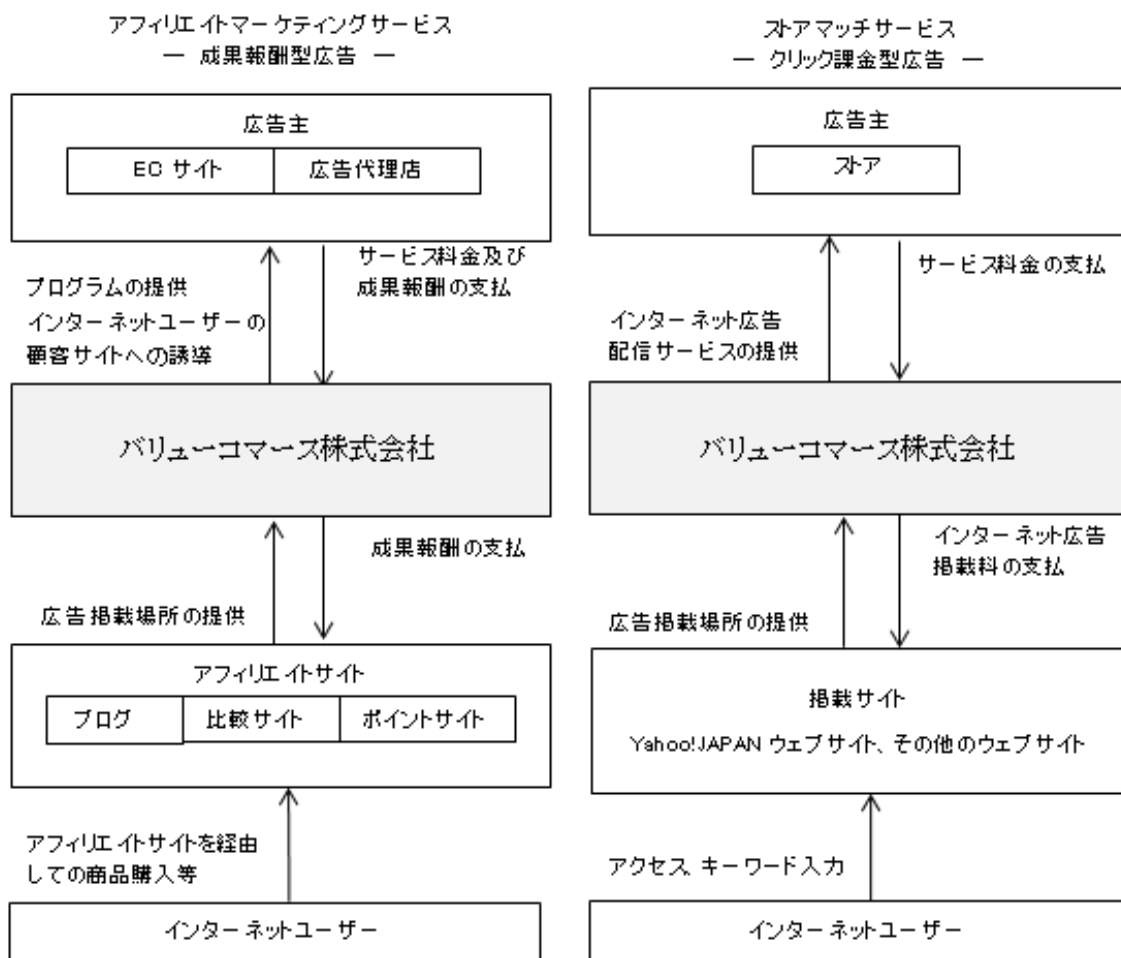 アフィリエイトマーケティングサービス
― 成果報酬型広告 ―
広告主
ECサイト
広告代理店
サービス料金及び
成果報酬の支払
プログラムの提供
インターネットユーザーの
顧客サイトへの誘導
バリューコマース株式会社
成果報酬の支払
広告掲載場所の提供
アフィリエイトサイト
ブログ
比較サイト
ポイントサイト
アフィリエイトサイトを経由
しての商品購入等
インターネットユーザー
ストアマッチサービス
― クリック課金型広告 ―
広告主
ストア
サービス料金の支払
インターネット広告
配信サービスの提供
バリューコマース株式会社
インターネット広告
掲載料の支払
広告掲載場所の提供
掲載サイト
Yahoo!JAPAN ウェブサイト、その他のウェブサイト
アクセス、キーワード入力
インターネットユーザー